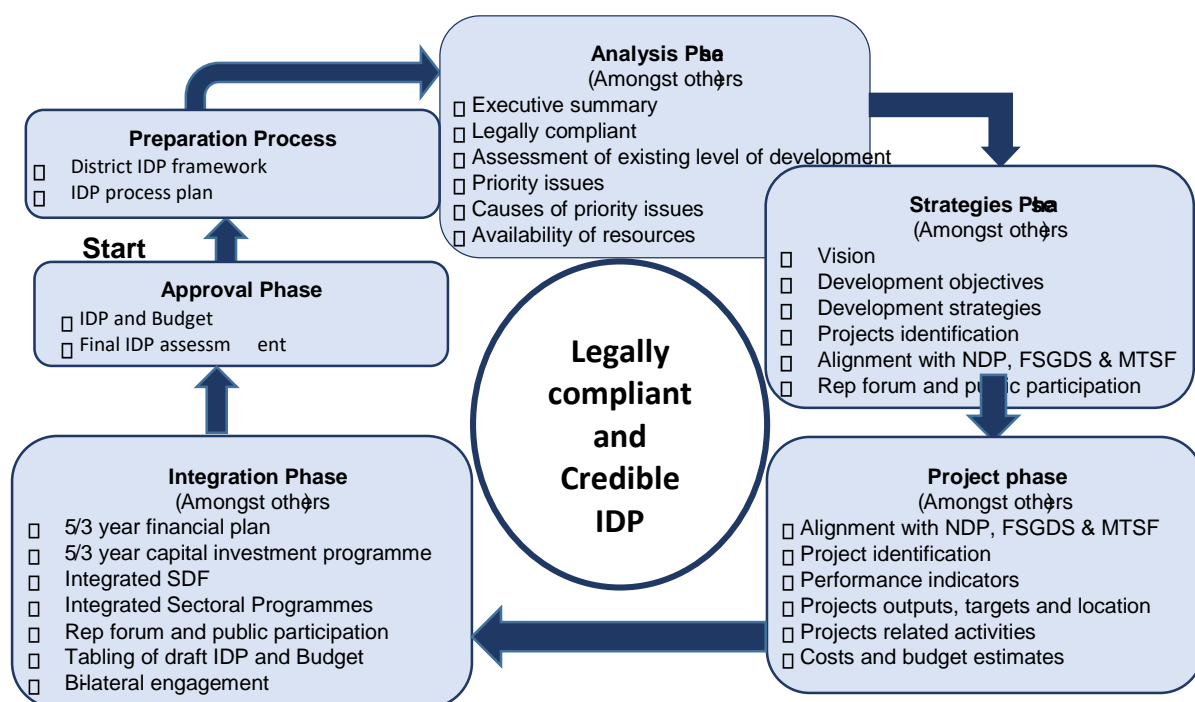 Preparation Process
District IDP framework
IDP process plan
Start
Analysis Phase
(Amongst others)
Executive summary
Legally compliant
Assessment of existing level of development
Priority issues
Causes of priority issues
Availability of resources
Strategies Phase
(Amongst others)
Vision
Development objectives
Development strategies
Projects identification
Alignment with NDP, FSGDS & MTSF
Rep forum and public participation
Project phase
(Amongst others)
Alignment with NDP, FSGDS & MTSF
Project identification
Performance indicators
Projects outputs, targets and location
Projects related activities
Costs and budget estimates
Integration Phase
(Amongst others)
5/3 year financial plan
5/3 year capital investment programme
Integrated SDF
Integrated Sectoral Programmes
Rep forum and public participation
Tabling of draft IDP and Budget
Bi-lateral engagement
Approval Phase
IDP and Budget
Final IDP assessm ent
Legally
compliant
and
Credible
IDP